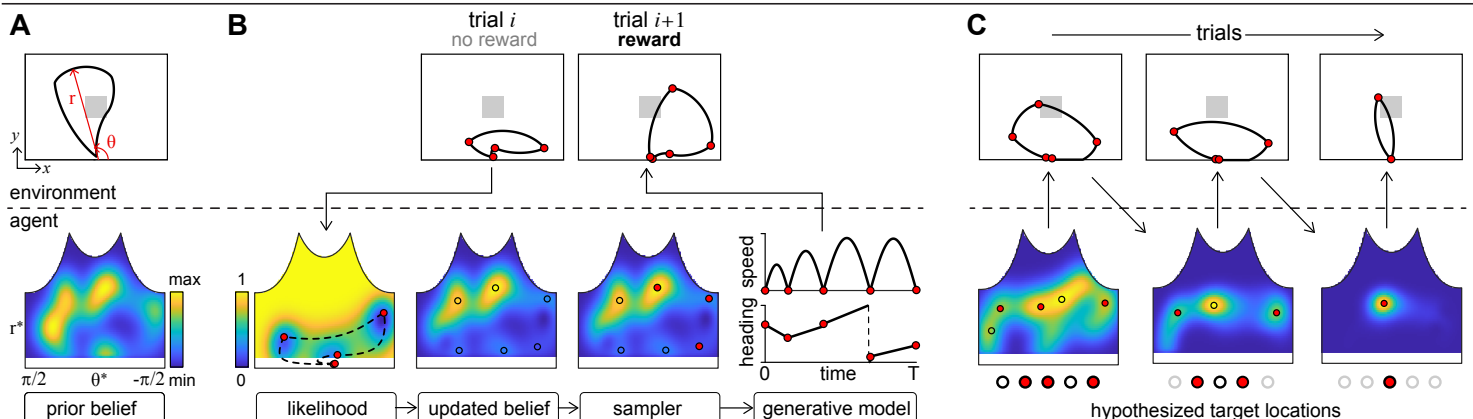 A
B
C
trial i
no reward
trial i+1
reward
trials
r
θ
y
x
environment
agent
max
min
r*
π/2
θ*
-π/2
1
0
speed
heading
0
time
T
prior belief
likelihood
updated belief
sampler
generative model
hypothesized target locations